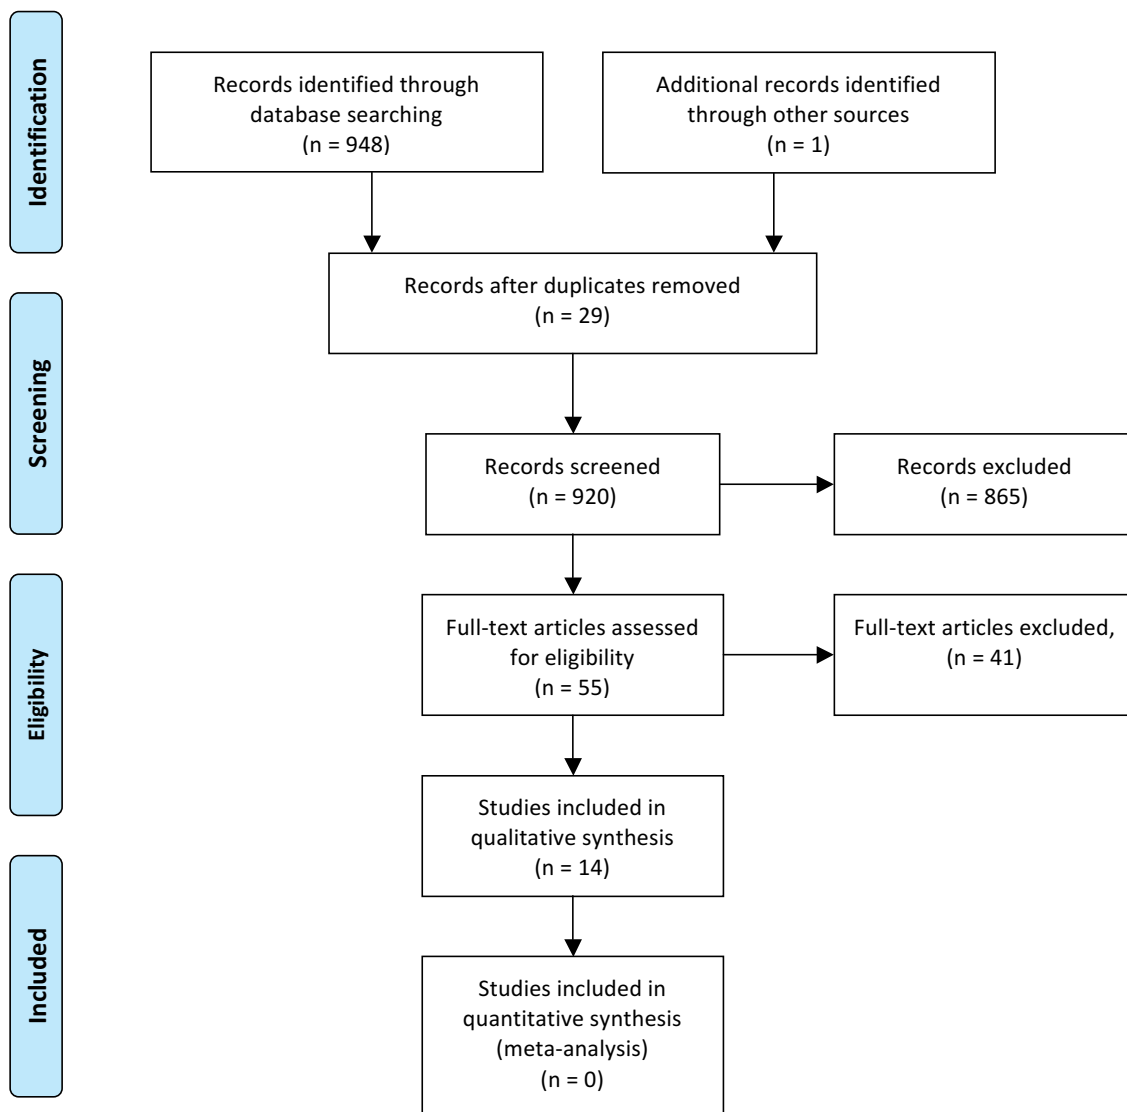 Identification
Records identified through
database searching
(n = 948)
Additional records identified
through other sources
(n = 1)
Records after duplicates removed
(n = 29)
Screening
Records screened
(n = 920)
Records excluded
(n = 865)
Eligibility
Full-text articles assessed
for eligibility
(n = 55)
Full-text articles excluded,
(n = 41)
Studies included in
qualitative synthesis
(n = 14)
Included
Studies included in
quantitative synthesis
(meta-analysis)
(n = 0)